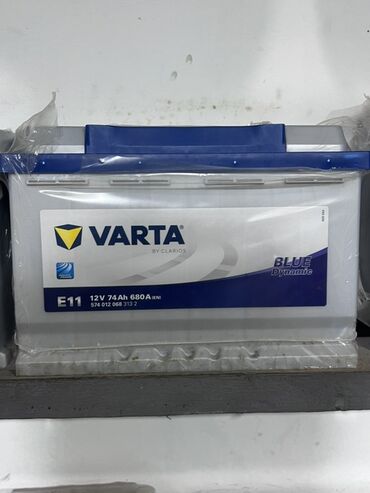 VARTA
BY CLARIOS
BLUE
Dynamic
E11 12V 74Ah 680A (EN)
574 012 068 313 2